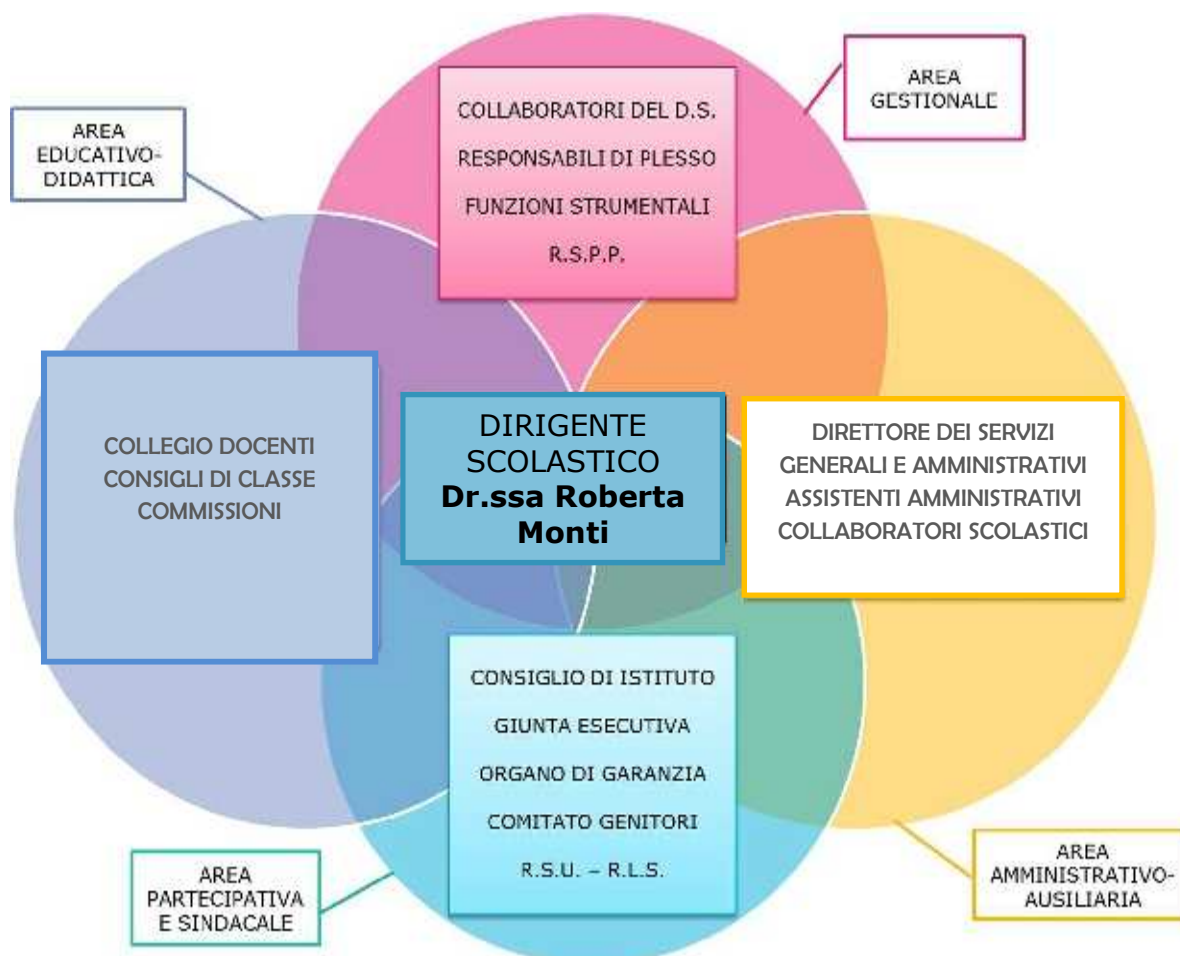 AREA
GESTIONALE
COLLABORATORI DEL D.S.
RESPONSABILI DI PLESSO
FUNZIONI STRUMENTALI
R.S.P.P.
AREA
EDUCATIVO-
DIDATTICA
COLLEGIO DOCENTI
CONSIGLI DI CLASSE
COMMISSIONI
DIRIGENTE
SCOLASTICO
Dr.ssa Roberta
Monti
DIRETTORE DEI SERVIZI
GENERALI E AMMINISTRATIVI
ASSISTENTI AMMINISTRATIVI
COLLABORATORI SCOLASTICI
CONSIGLIO DI ISTITUTO
GIUNTA ESECUTIVA
ORGANO DI GARANZIA
COMITATO GENITORI
R.S.U. – R.L.S.
AREA
PARTECIPATIVA
E SINDACALE
AREA
AMMINISTRATIVO-
AUSILIARIA